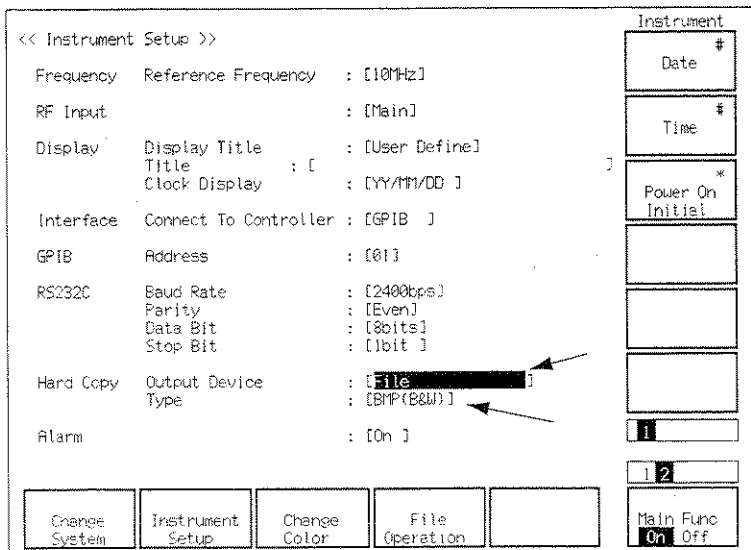 Instrument
<< Instrument Setup >>
# 
Date
Frequency Reference Frequency : [10MHz]
RF Input : [Main]
#
Time
Display Display Title : [User Define]
Title : [ ]
Clock Display : [YY/MM/DD ]
*
Power On
Initial
Interface Connect To Controller : [GPIB ]
GPIB Address : [01]
RS232C Baud Rate : [2400bps]
Parity : [Even]
Data Bit : [8bits]
Stop Bit : [1bit ]
Hard Copy Output Device : [File ]
Type : [BMP(B&W)]
Alarm : [On ]
1
1 2
Change
System
Instrument
Setup
Change
Color
File
Operation
Main Func
On Off